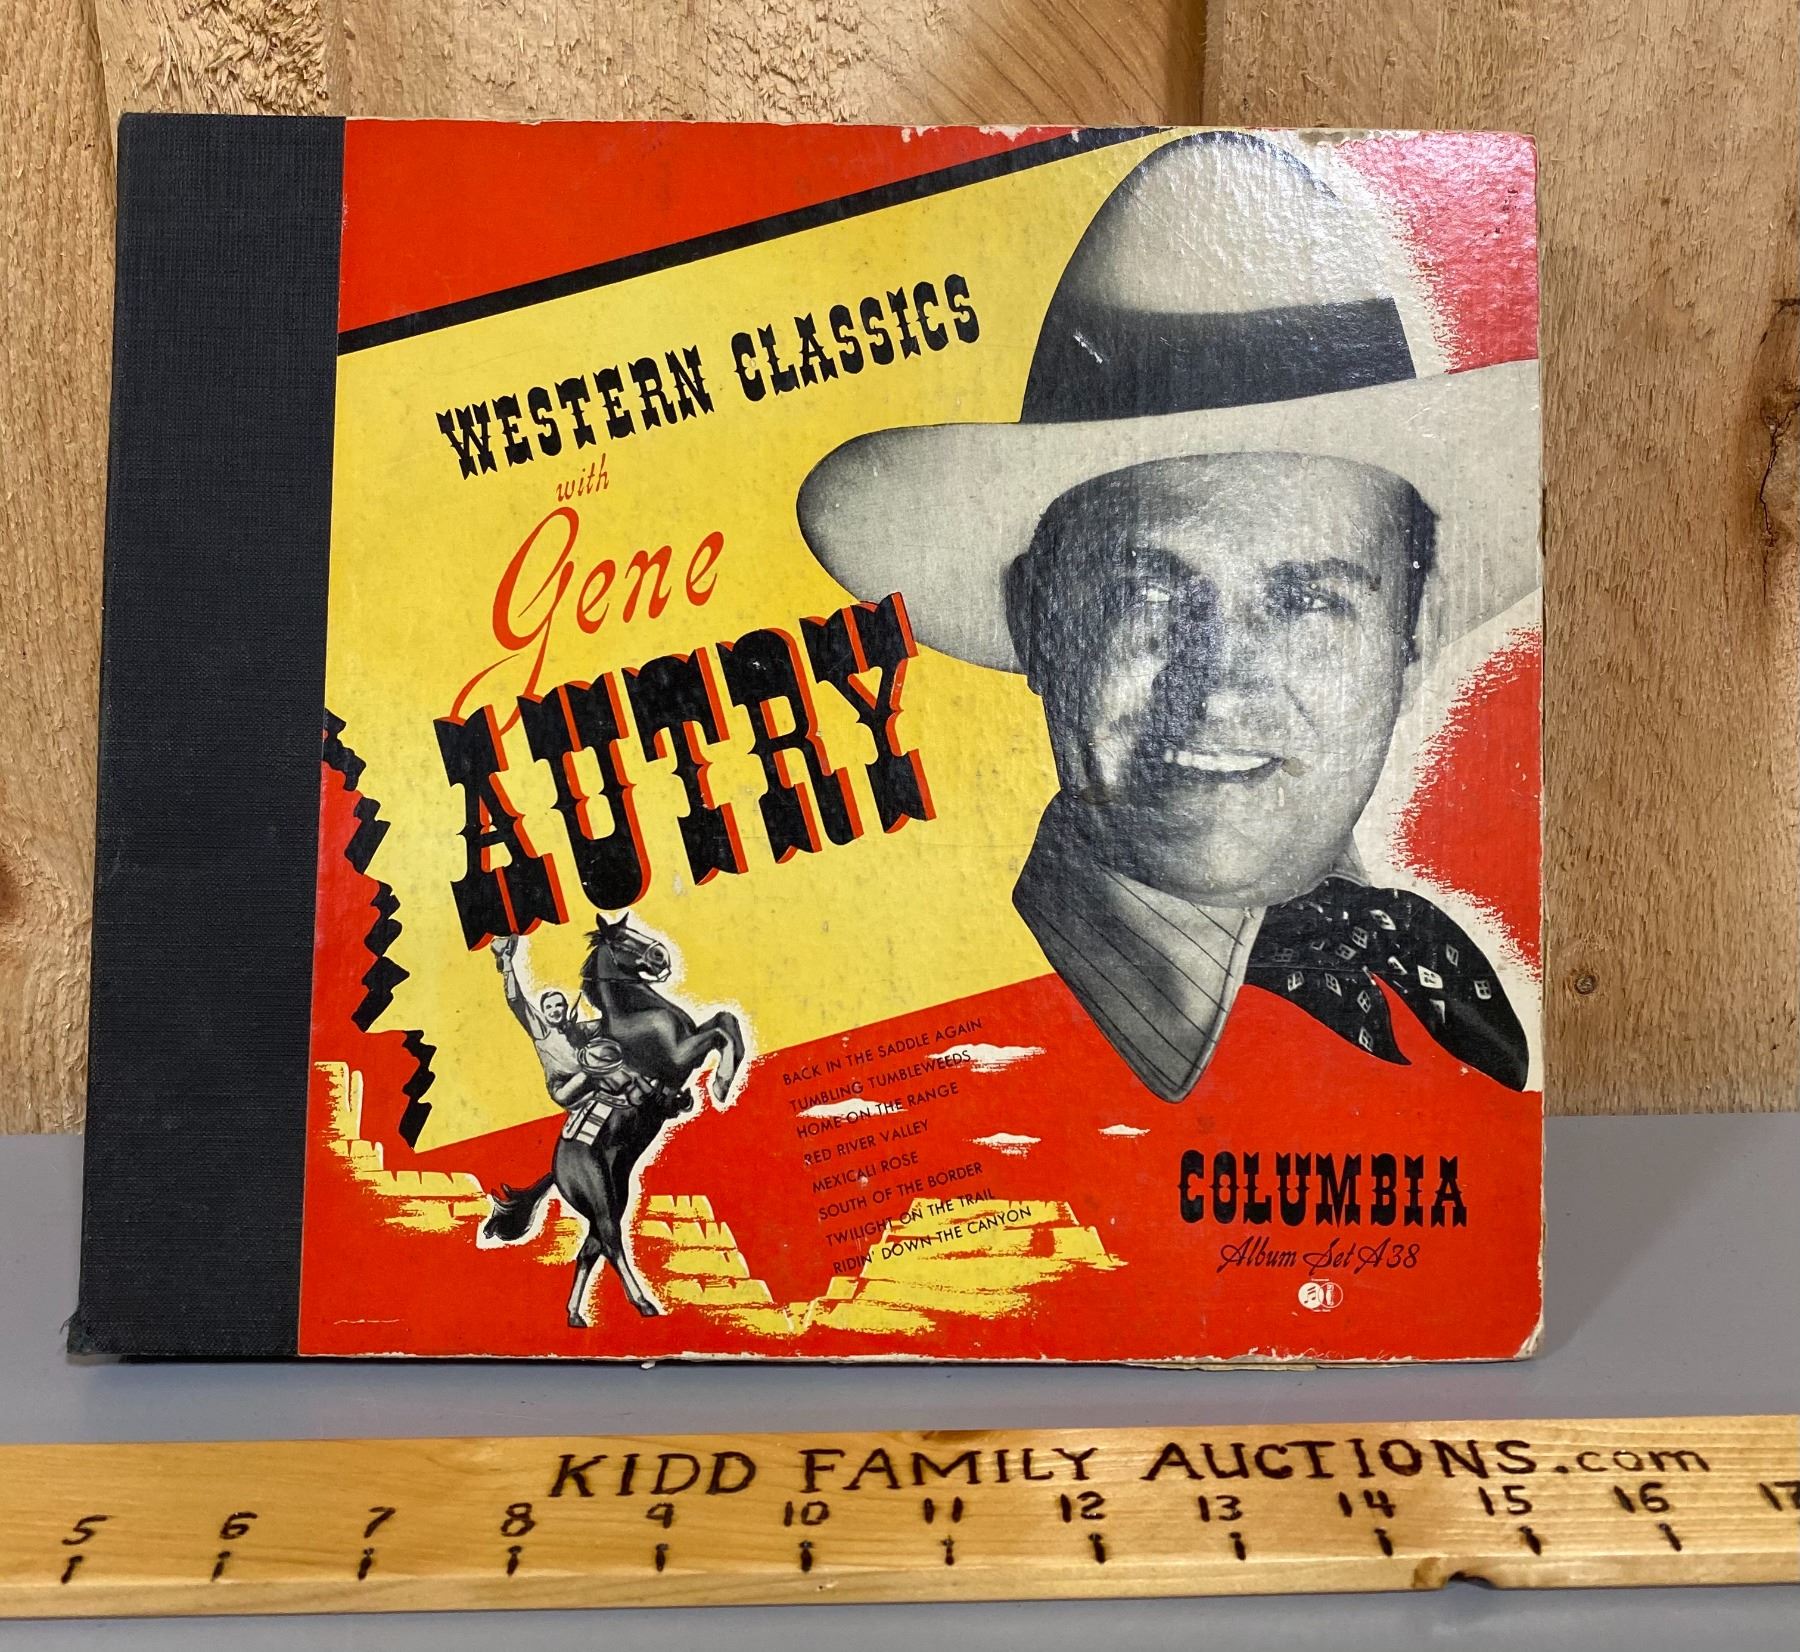 WESTERN CLASSICS
with
Gene
AUTRY
BACK IN THE SADDLE AGAIN
TUMBLING TUMBLEWEEDS
HOME ON THE RANGE
RED RIVER VALLEY
MEXICALI ROSE
SOUTH OF THE BORDER
TWILIGHT ON THE TRAIL
RIDIN' DOWN THE CANYON
COLUMBIA
Album Set A38
KIDD FAMILY AUCTIONS.com
5 6 7 8 9 10 11 12 13 14 15 16 17